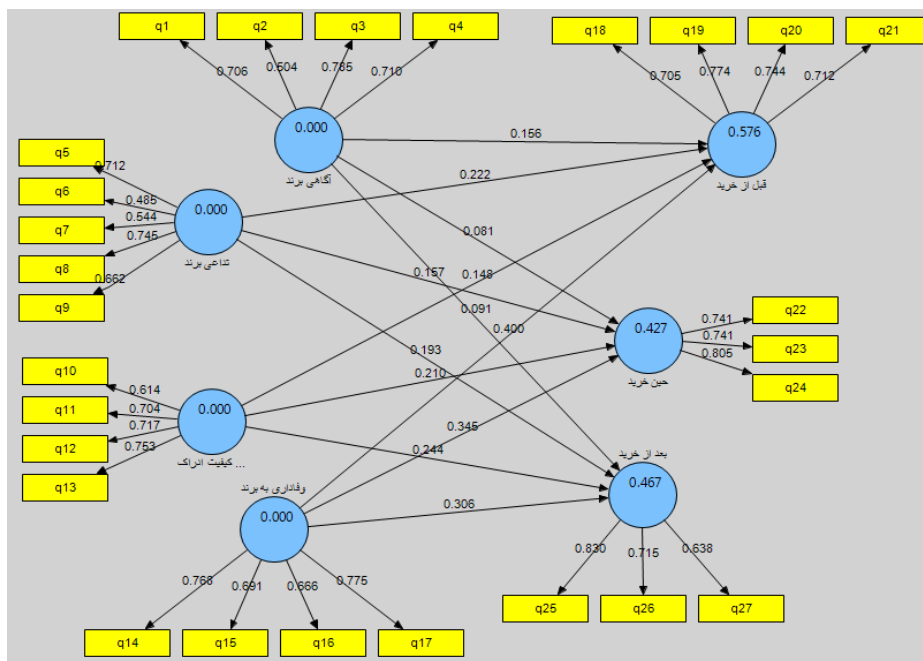 q1
q2
q3
q4
q18
q19
q20
q21
0.706
0.504
0.785
0.710
0.705
0.774
0.744
0.712
0.000
آگاهی برند
0.576
قبل از خرید
0.156
0.222
0.081
0.148
0.157
0.091
0.400
0.193
0.210
0.345
0.244
0.306
q5
q6
q7
q8
q9
0.712
0.485
0.544
0.745
0.662
0.000
تداعی برند
0.427
حین خرید
0.741
0.741
0.805
q22
q23
q24
q10
q11
q12
q13
0.614
0.704
0.717
0.753
0.000
کیفیت ادراک ...
وفاداری به برند
0.000
بعد از خرید
0.467
0.768
0.691
0.666
0.775
0.830
0.715
0.638
q14
q15
q16
q17
q25
q26
q27